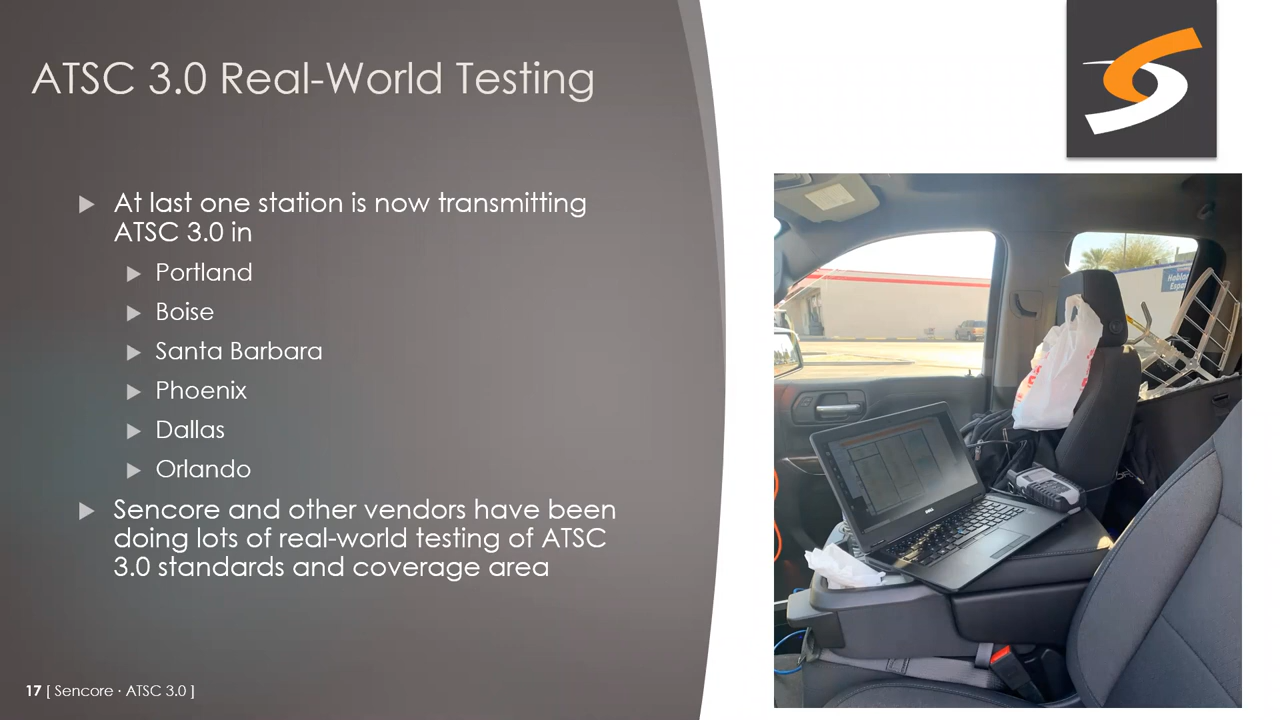 ATSC 3.0 Real-World Testing
At last one station is now transmitting
ATSC 3.0 in
Portland
Boise
Santa Barbara
Phoenix
Dallas
Orlando
Sencore and other vendors have been
doing lots of real-world testing of ATSC
3.0 standards and coverage area
17 [ Sencore · ATSC 3.0 ]
DELL